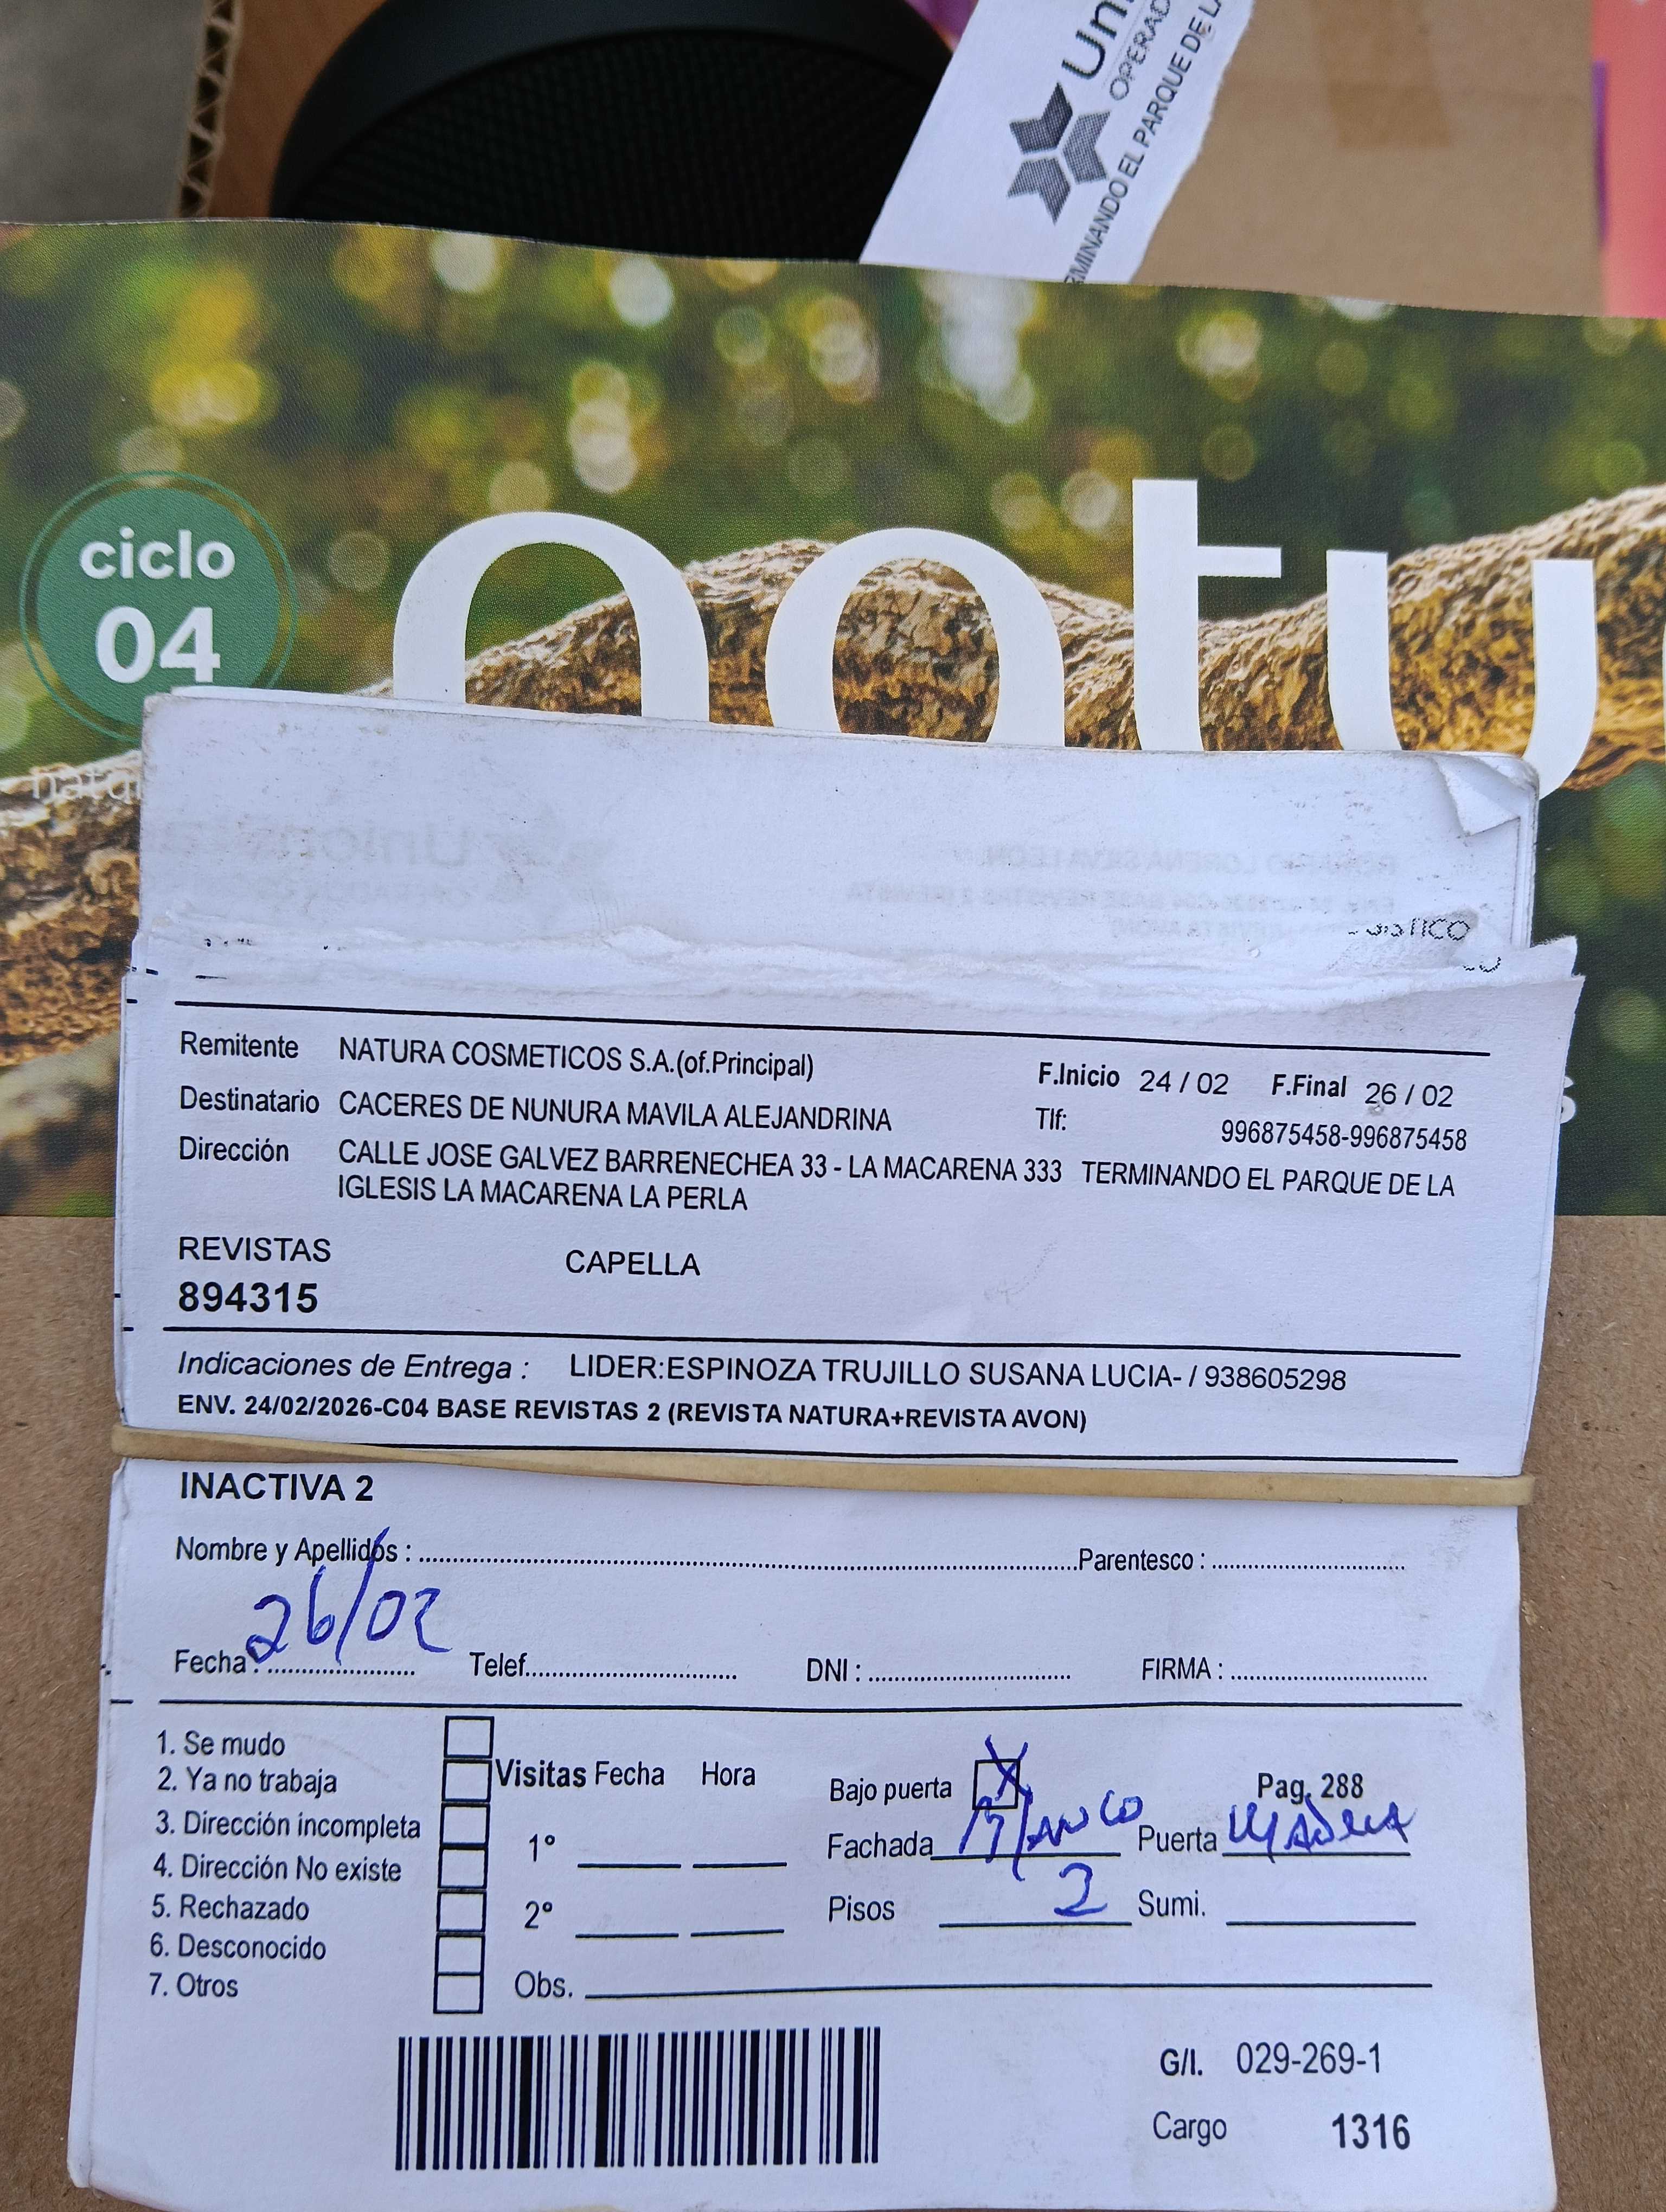 Uni
OPERAD
RMINANDO EL PARQUE DE LA
ciclo
04
natu
natu
Remitente NATURA COSMETICOS S.A.(of.Principal) F.Inicio 24 / 02 F.Final 26 / 02
Destinatario CACERES DE NUNURA MAVILA ALEJANDRINA Tlf: 996875458-996875458
Dirección CALLE JOSE GALVEZ BARRENECHEA 33 - LA MACARENA 333 TERMINANDO EL PARQUE DE LA
IGLESIS LA MACARENA LA PERLA
REVISTAS CAPELLA
894315
Indicaciones de Entrega : LIDER:ESPINOZA TRUJILLO SUSANA LUCIA- / 938605298
ENV. 24/02/2026-C04 BASE REVISTAS 2 (REVISTA NATURA+REVISTA AVON)
INACTIVA 2
Nombre y Apellidos : Parentesco :
Fecha : 26/02 Telef. DNI : FIRMA :
1. Se mudo
2. Ya no trabaja
3. Dirección incompleta
4. Dirección No existe
5. Rechazado
6. Desconocido
7. Otros
Visitas Fecha Hora
1°
2°
Obs.
Bajo puerta X Pag. 288
Fachada Puerta MADERA
Pisos 2 Sumi.
G/I. 029-269-1
Cargo 1316